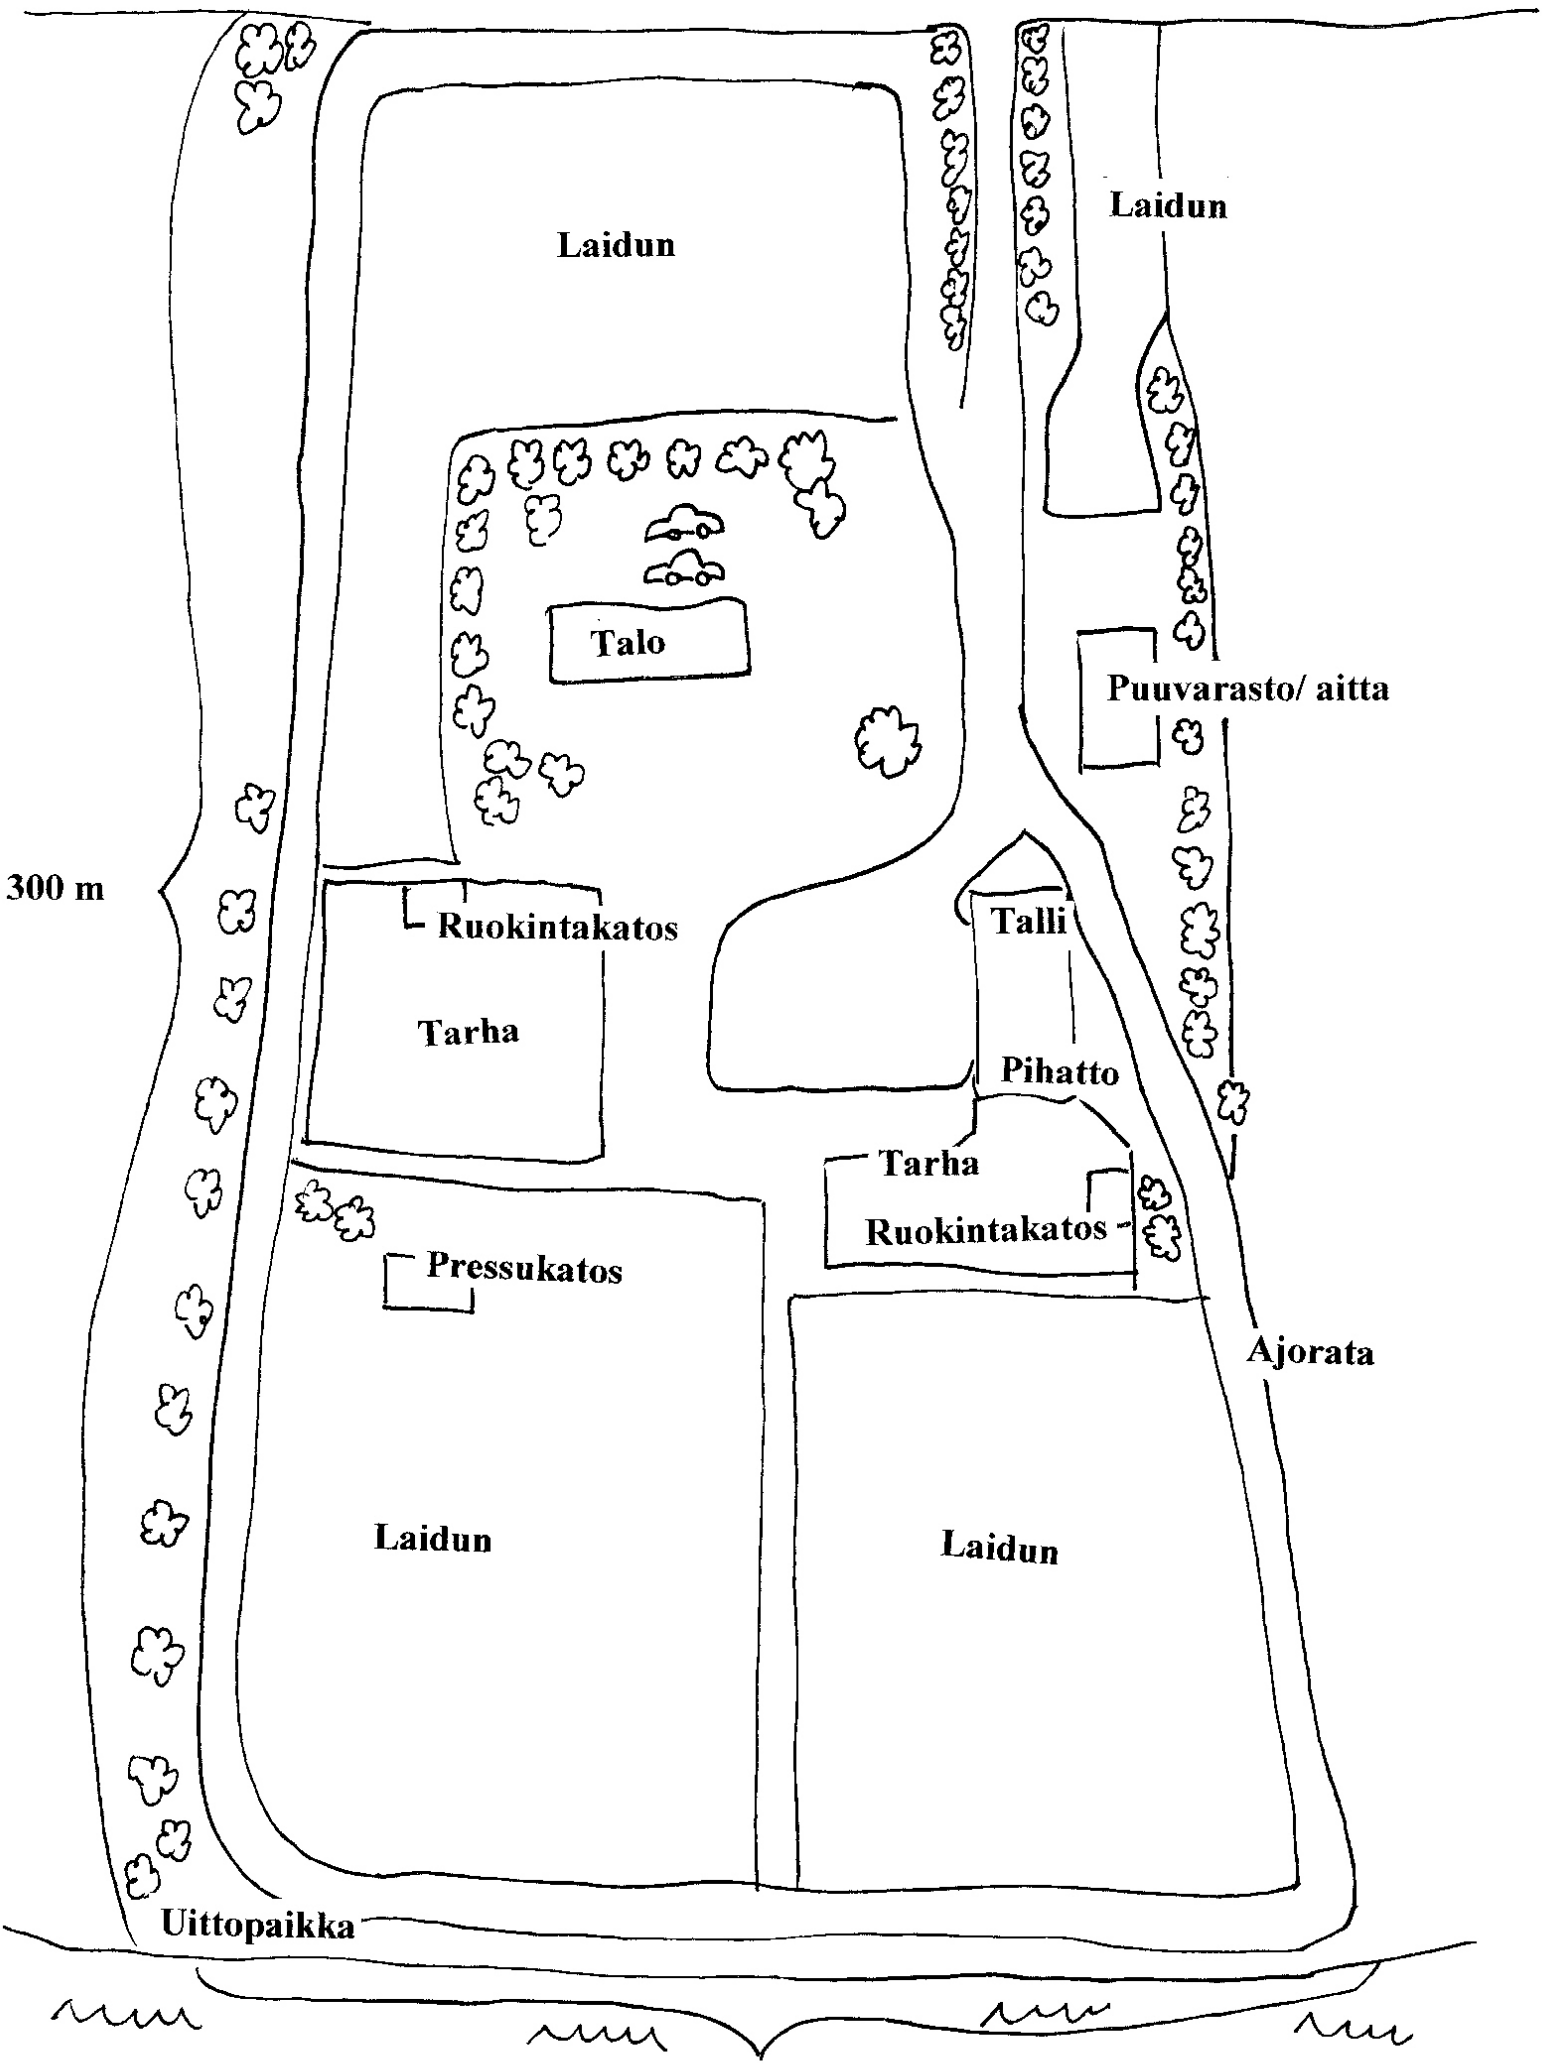 Laidun
Laidun
Talo
Puuvarasto/ aitta
300 m
Ruokintakatos
Talli
Tarha
Pihatto
Tarha
Ruokintakatos
Pressukatos
Ajorata
Laidun
Laidun
Uittopaikka